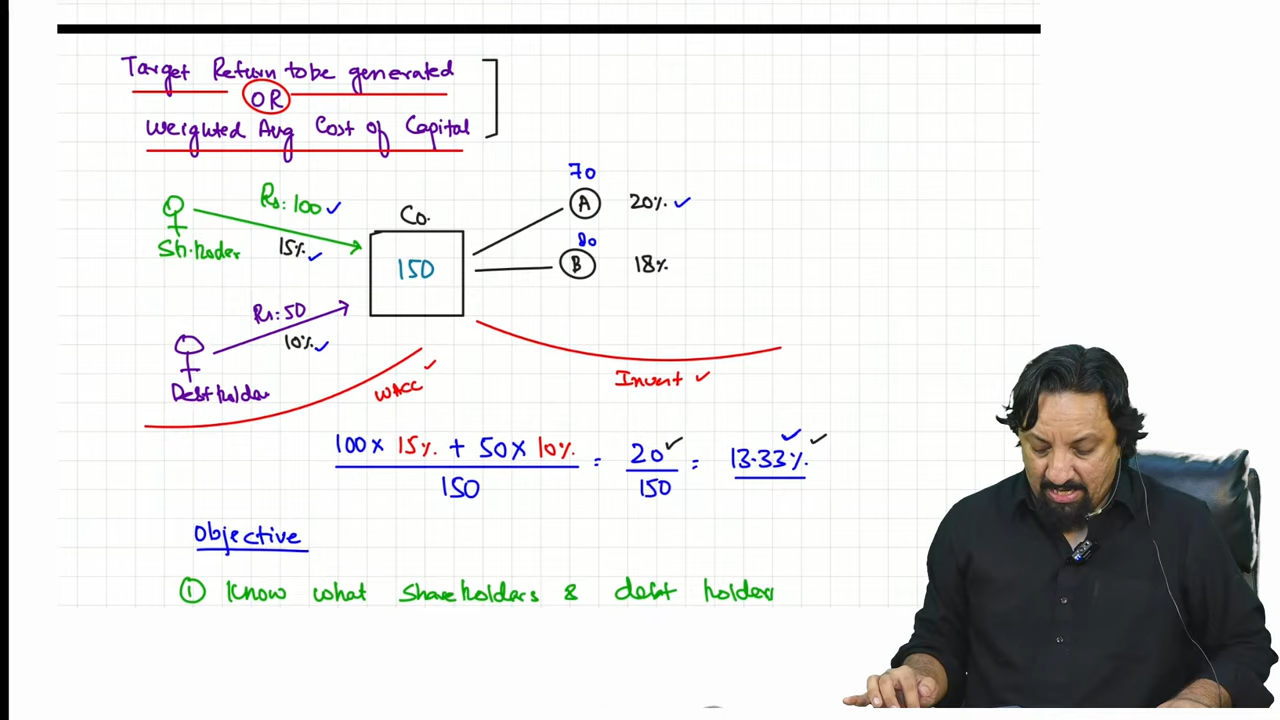 Target Return to be generated
OR
Weighted Avg Cost of Capital
70
Rs: 100
A 20%
Co.
Sh. holder
15%
150
80
B 18%
Rs: 50
10%
Debt holder
WACC
Invest
100 x 15% + 50 x 10%
150
=
20
150
=
13.33%
Objective
① Know what shareholders & debt holders